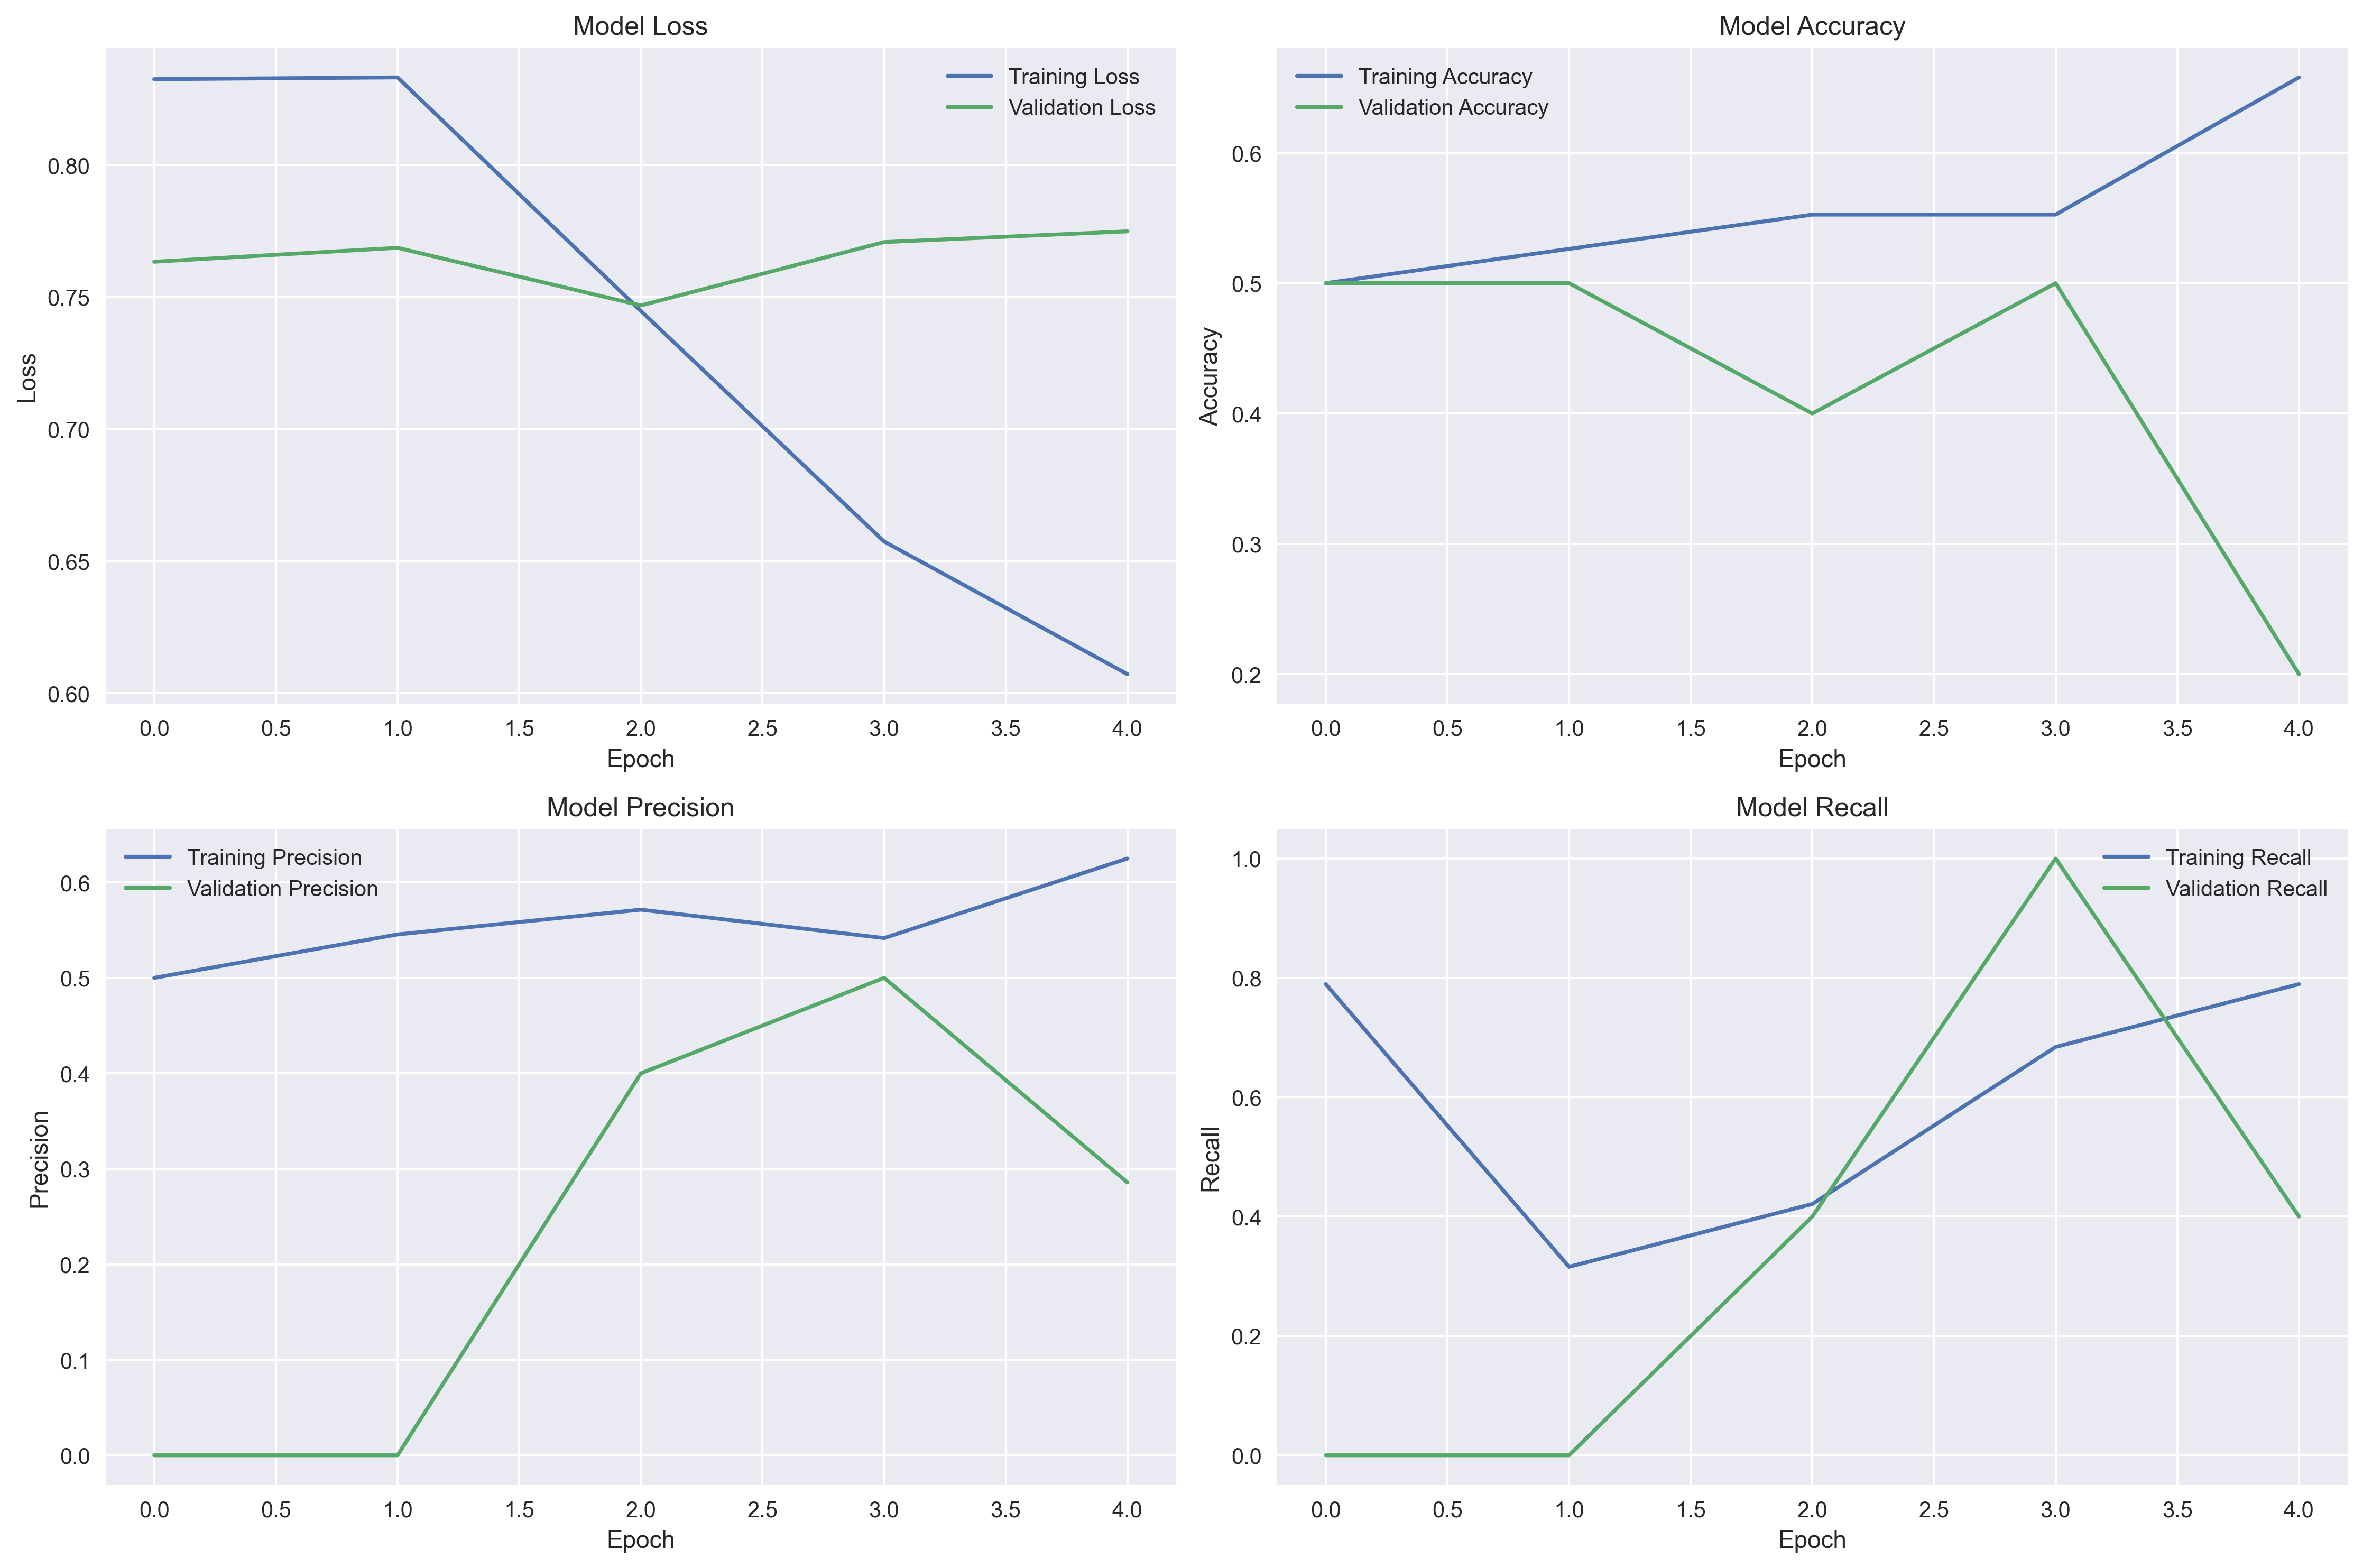 Model Loss
Training Loss
Validation Loss
Loss
0.80
0.75
0.70
0.65
0.60
0.0 0.5 1.0 1.5 2.0 2.5 3.0 3.5 4.0
Epoch
Model Accuracy
Training Accuracy
Validation Accuracy
Accuracy
0.6
0.5
0.4
0.3
0.2
0.0 0.5 1.0 1.5 2.0 2.5 3.0 3.5 4.0
Epoch
Model Precision
Training Precision
Validation Precision
Precision
0.6
0.5
0.4
0.3
0.2
0.1
0.0
0.0 0.5 1.0 1.5 2.0 2.5 3.0 3.5 4.0
Epoch
Model Recall
Training Recall
Validation Recall
Recall
1.0
0.8
0.6
0.4
0.2
0.0
0.0 0.5 1.0 1.5 2.0 2.5 3.0 3.5 4.0
Epoch